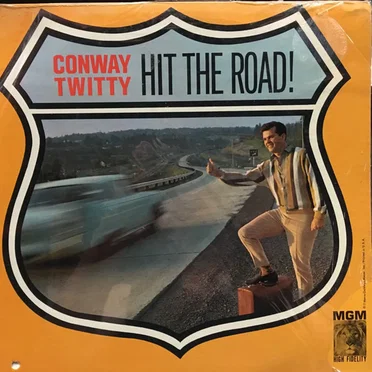 CONWAY
TWITTY HIT THE ROAD!
MGM
HIGH FIDELITY